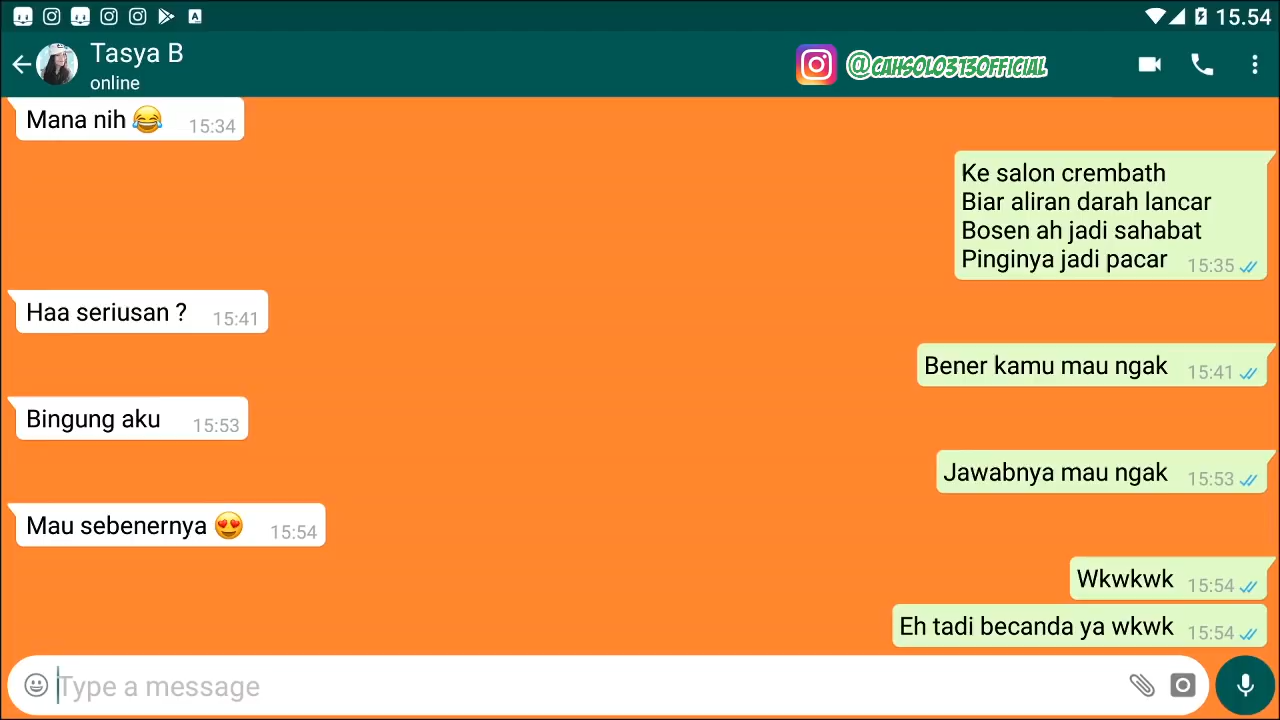 15.54
Tasya B
online
@CAHSOLO313OFFICIAL
Mana nih 😂 15:34
Ke salon crembath
Biar aliran darah lancar
Bosen ah jadi sahabat
Pinginya jadi pacar 15:35
Haa seriusan ? 15:41
Bener kamu mau ngak 15:41
Bingung aku 15:53
Jawabnya mau ngak 15:53
Mau sebenernya 😍 15:54
Wkwkwk 15:54
Eh tadi becanda ya wkwk 15:54
Type a message